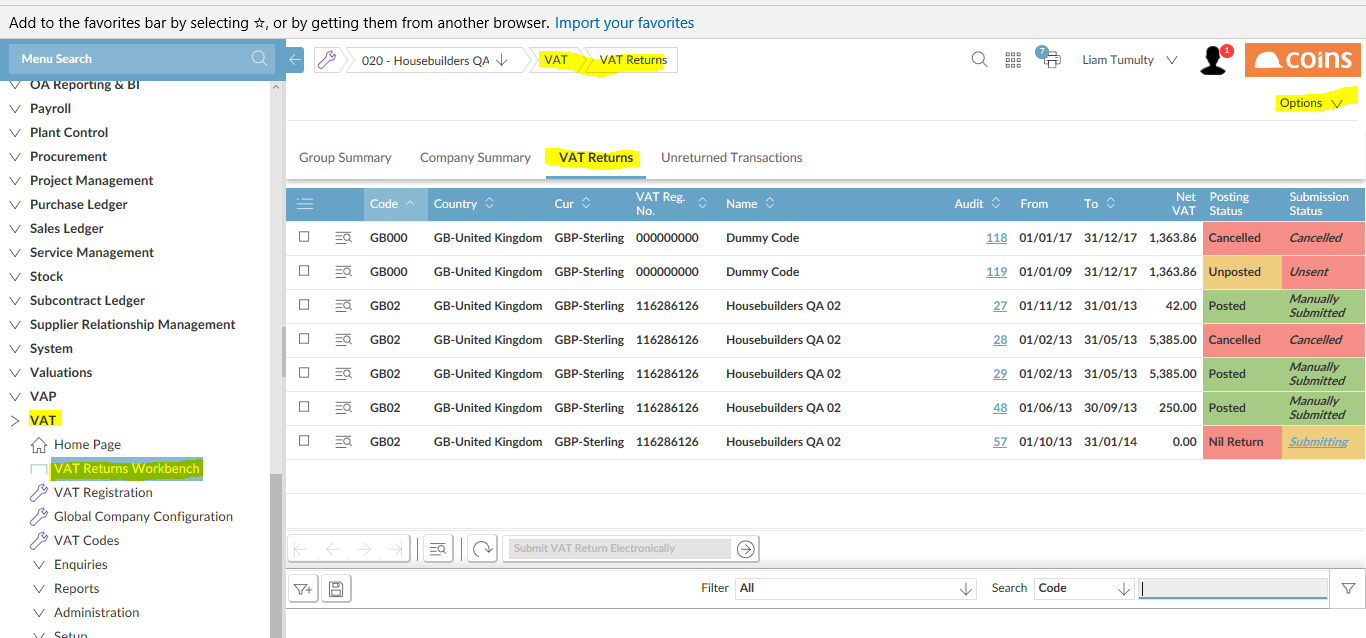 Add to the favorites bar by selecting ☆, or by getting them from another browser. Import your favorites
Menu Search
020 - Housebuilders QA VAT VAT Returns
7
Liam Tumulty
1
coins
Options
OA Reporting & BI
Payroll
Plant Control
Procurement
Project Management
Purchase Ledger
Sales Ledger
Service Management
Stock
Subcontract Ledger
Supplier Relationship Management
System
Valuations
VAP
VAT
Home Page
VAT Returns Workbench
VAT Registration
Global Company Configuration
VAT Codes
Enquiries
Reports
Administration
Setup
Group Summary Company Summary VAT Returns Unreturned Transactions
Code Country Cur VAT Reg. No. Name Audit From To Net VAT Posting Status Submission Status
GB000 GB-United Kingdom GBP-Sterling 000000000 Dummy Code 118 01/01/17 31/12/17 1,363.86 Cancelled Cancelled
GB000 GB-United Kingdom GBP-Sterling 000000000 Dummy Code 119 01/01/09 31/12/17 1,363.86 Unposted Unsent
GB02 GB-United Kingdom GBP-Sterling 116286126 Housebuilders QA 02 27 01/11/12 31/01/13 42.00 Posted Manually Submitted
GB02 GB-United Kingdom GBP-Sterling 116286126 Housebuilders QA 02 28 01/02/13 31/05/13 5,385.00 Cancelled Cancelled
GB02 GB-United Kingdom GBP-Sterling 116286126 Housebuilders QA 02 29 01/02/13 31/05/13 5,385.00 Posted Manually Submitted
GB02 GB-United Kingdom GBP-Sterling 116286126 Housebuilders QA 02 48 01/06/13 30/09/13 250.00 Posted Manually Submitted
GB02 GB-United Kingdom GBP-Sterling 116286126 Housebuilders QA 02 57 01/10/13 31/01/14 0.00 Nil Return Submitting
Submit VAT Return Electronically
Filter All Search Code